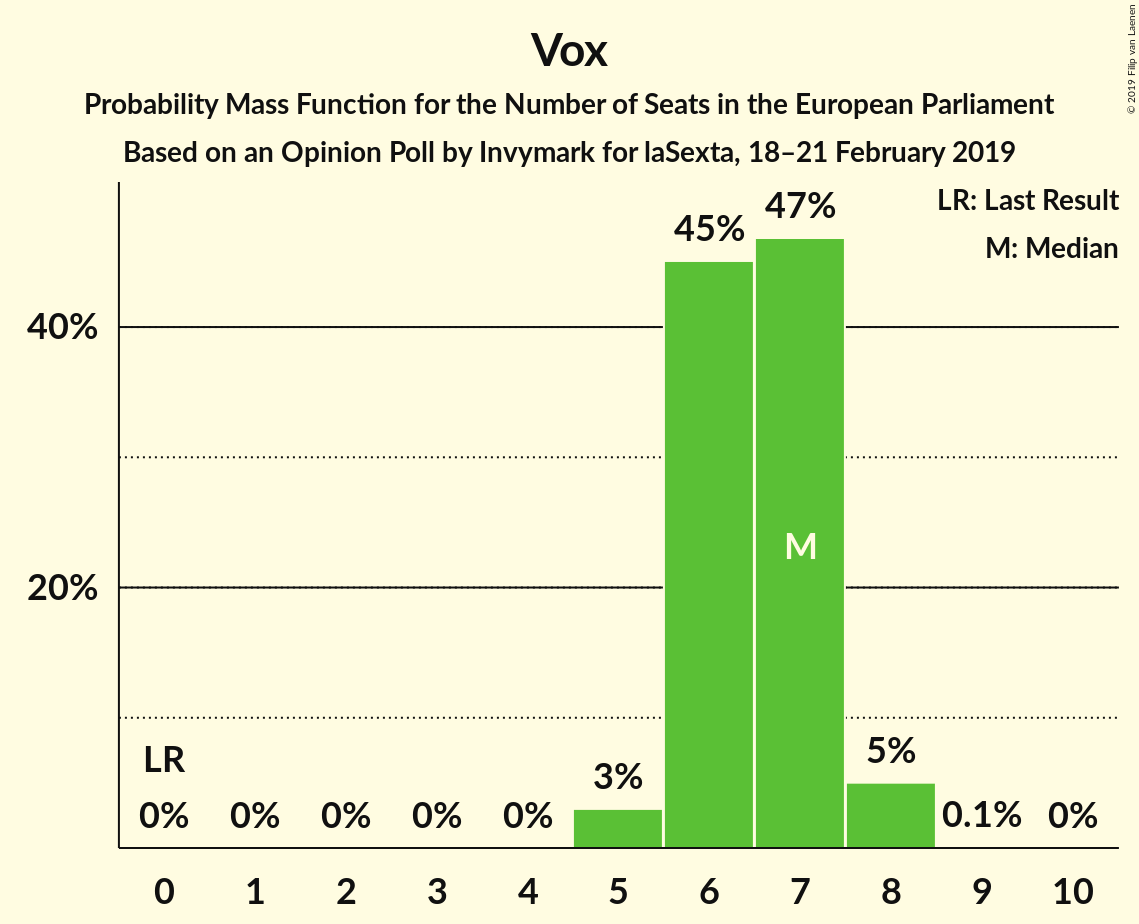 Vox
Probability Mass Function for the Number of Seats in the European Parliament
Based on an Opinion Poll by Invymark for laSexta, 18–21 February 2019
© 2019 Filip van Laenen
LR: Last Result
M: Median
40%
20%
LR
0% 0% 0% 0% 0% 3% 45% 47% 5% 0.1% 0%
M
0 1 2 3 4 5 6 7 8 9 10